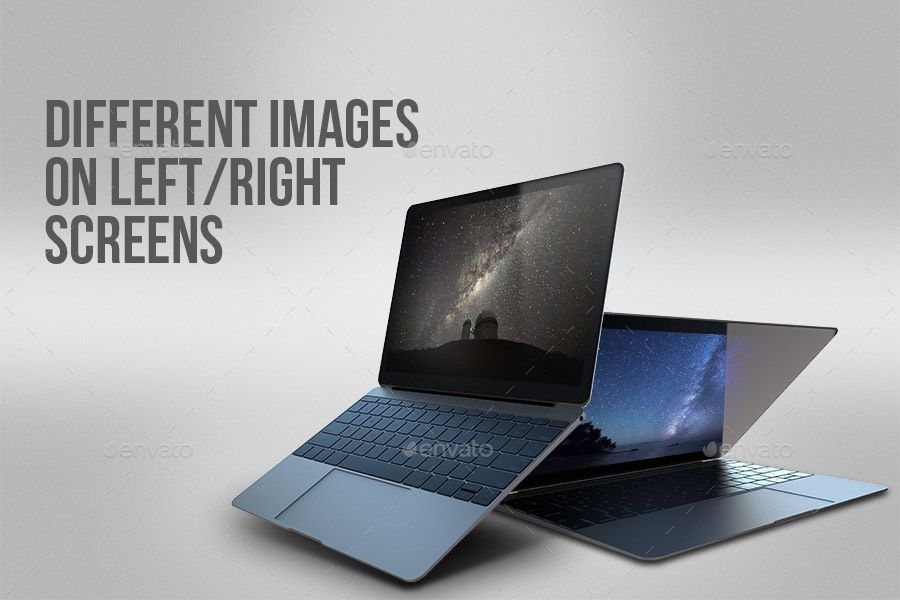 DIFFERENT IMAGES
ON LEFT/RIGHT
SCREENS
envato
envato
envato
envato
envato
envato